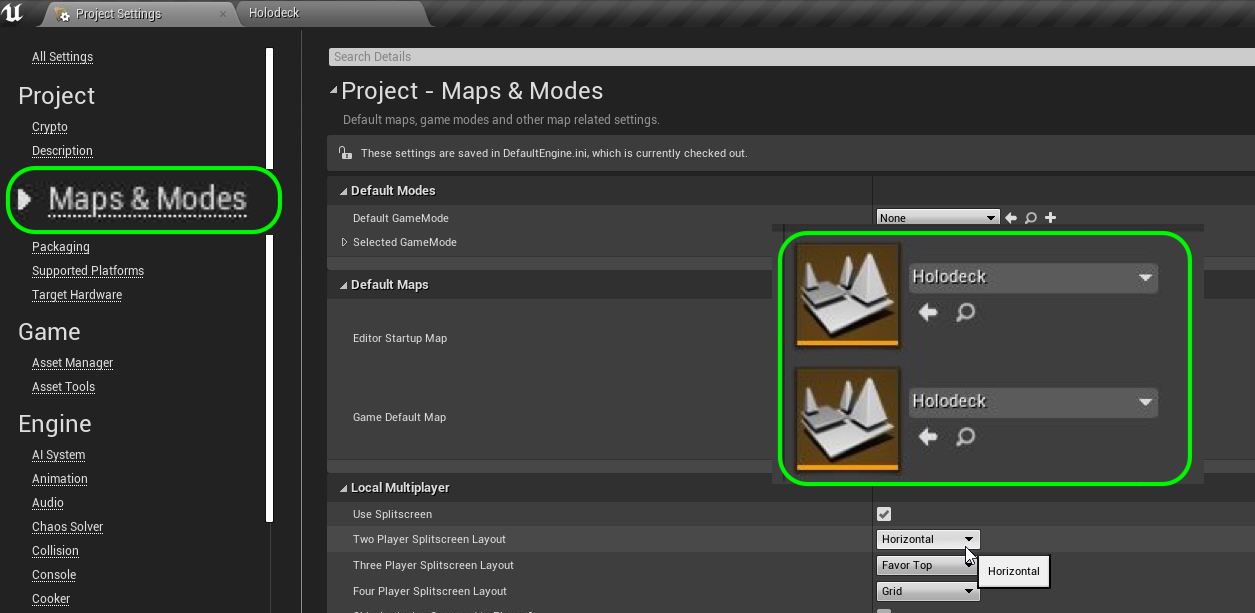 Project Settings
Holodeck
All Settings
Project
Crypto
Description
Maps & Modes
Packaging
Supported Platforms
Target Hardware
Game
Asset Manager
Asset Tools
Engine
AI System
Animation
Audio
Chaos Solver
Collision
Console
Cooker
Search Details
Project - Maps & Modes
Default maps, game modes and other map related settings.
These settings are saved in DefaultEngine.ini, which is currently checked out.
Default Modes
Default GameMode
None
Selected GameMode
Default Maps
Editor Startup Map
Holodeck
Game Default Map
Holodeck
Local Multiplayer
Use Splitscreen
Two Player Splitscreen Layout
Horizontal
Three Player Splitscreen Layout
Favor Top
Horizontal
Four Player Splitscreen Layout
Grid